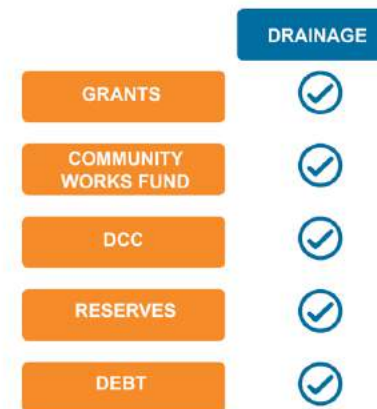 DRAINAGE
GRANTS
COMMUNITY
WORKS FUND
DCC
RESERVES
DEBT